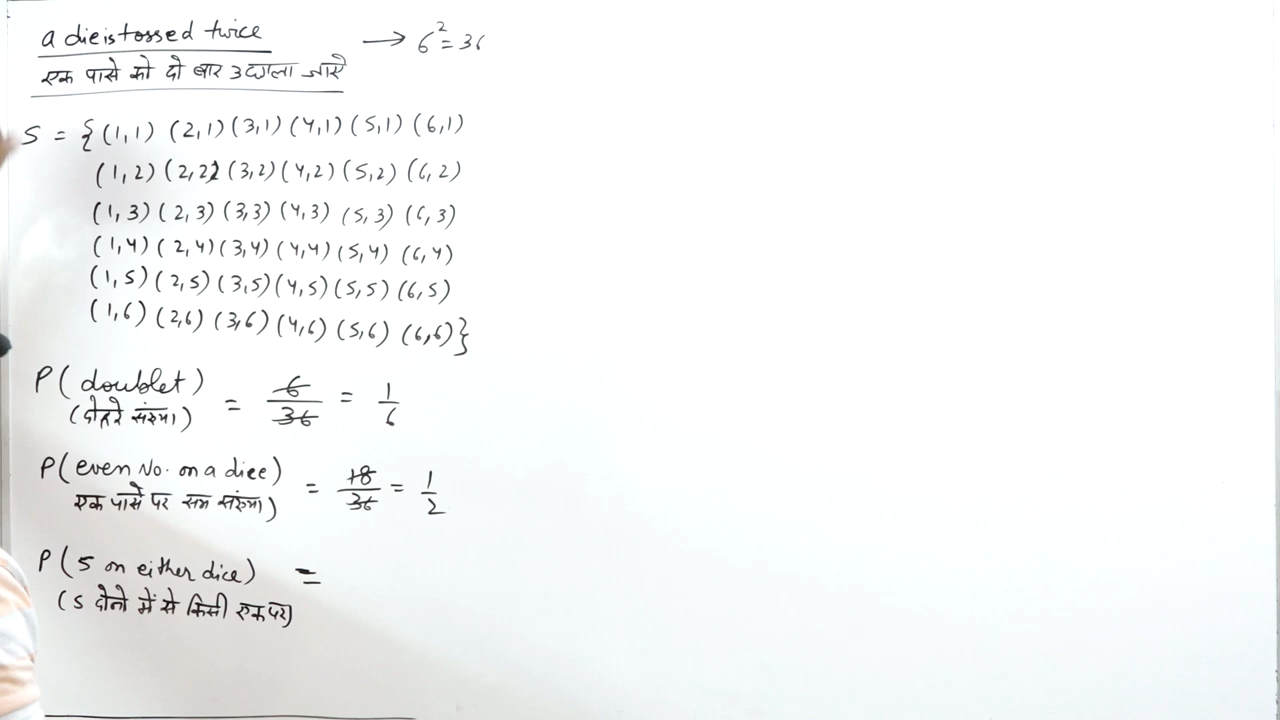 a die is tossed twice → 6² = 36
एक पासे को दो बार उछाला जाये
S = {(1,1) (2,1) (3,1) (4,1) (5,1) (6,1)
(1,2) (2,2) (3,2) (4,2) (5,2) (6,2)
(1,3) (2,3) (3,3) (4,3) (5,3) (6,3)
(1,4) (2,4) (3,4) (4,4) (5,4) (6,4)
(1,5) (2,5) (3,5) (4,5) (5,5) (6,5)
(1,6) (2,6) (3,6) (4,6) (5,6) (6,6)}
P(doublet) = 6/36 = 1/6
(दोहरे संख्या)
P(even No. on a dice) = 18/36 = 1/2
एक पासे पर सम संख्या)
P(5 on either dice) =
(5 दोनो में से किसी एक पर)